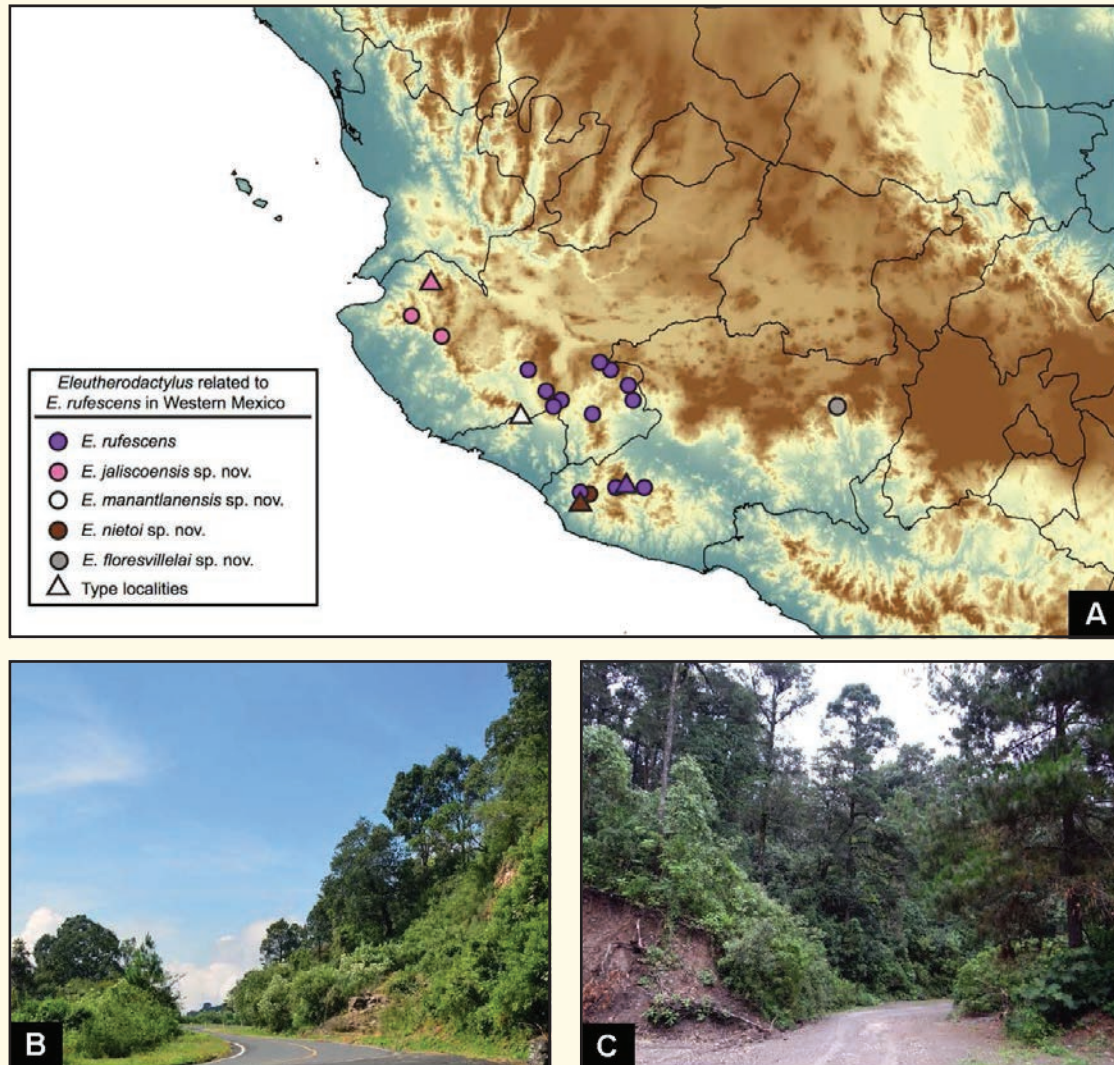 Eleutherodactylus related to
E. rufescens in Western Mexico
E. rufescens
E. jaliscoensis sp. nov.
E. manantlanensis sp. nov.
E. nietoi sp. nov.
E. floresvillelai sp. nov.
Type localities
A
B
C